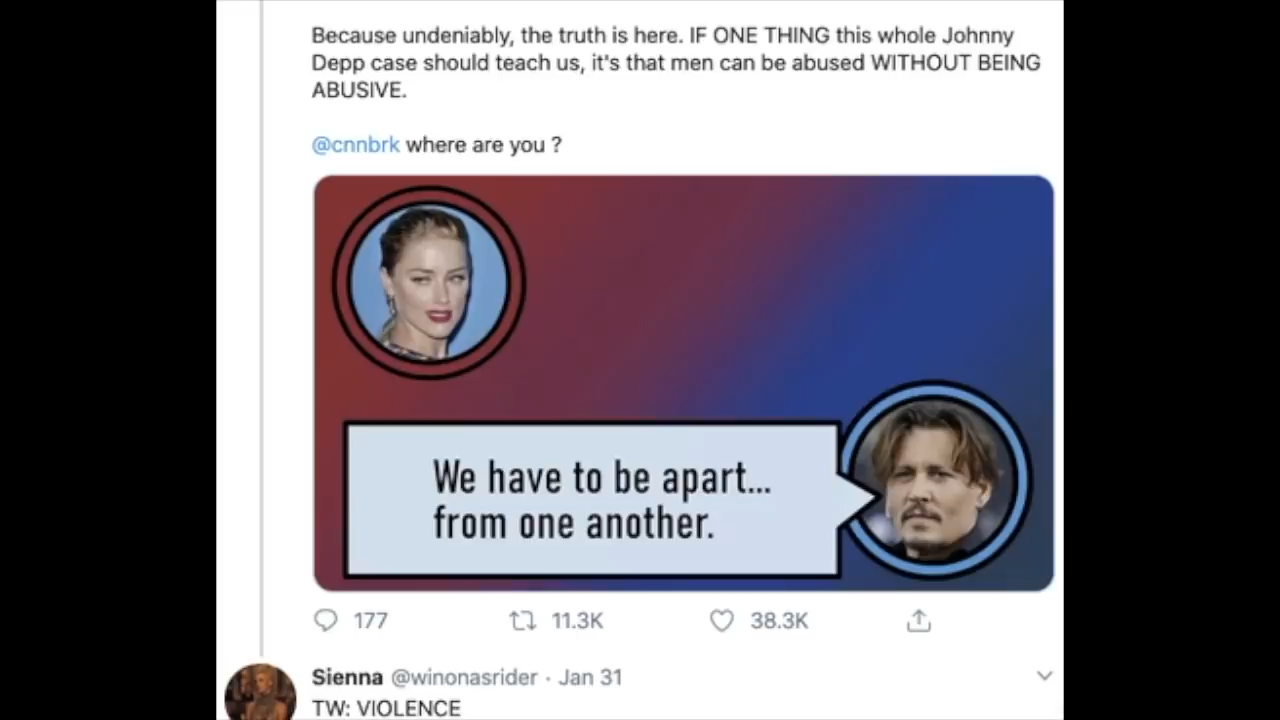 Because undeniably, the truth is here. IF ONE THING this whole Johnny
Depp case should teach us, it's that men can be abused WITHOUT BEING
ABUSIVE.
@cnnbrk where are you ?
We have to be apart...
from one another.
177 11.3K 38.3K
Sienna @winonasrider · Jan 31
TW: VIOLENCE